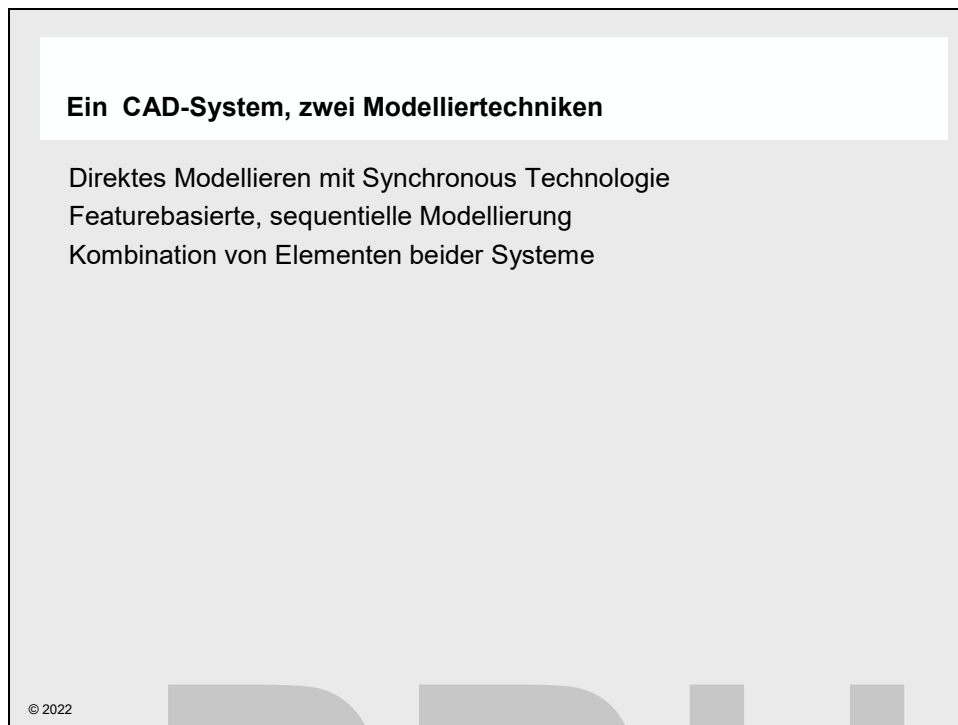 Ein  CAD-System, zwei Modelliertechniken
Direktes Modellieren mit Synchronous Technologie
Featurebasierte, sequentielle Modellierung
Kombination von Elementen beider Systeme
© 2022